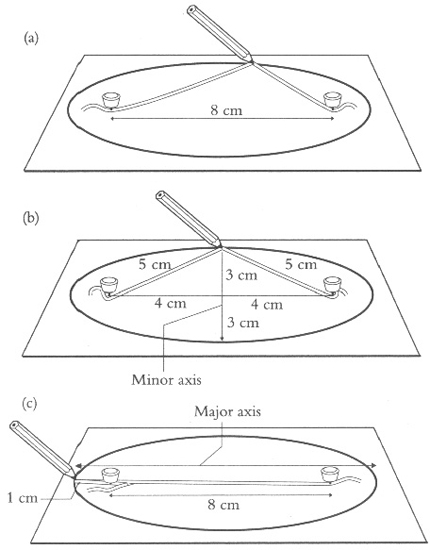 (a)
8 cm
(b)
5 cm
3 cm
5 cm
4 cm
4 cm
3 cm
Minor axis
(c)
Major axis
1 cm
8 cm